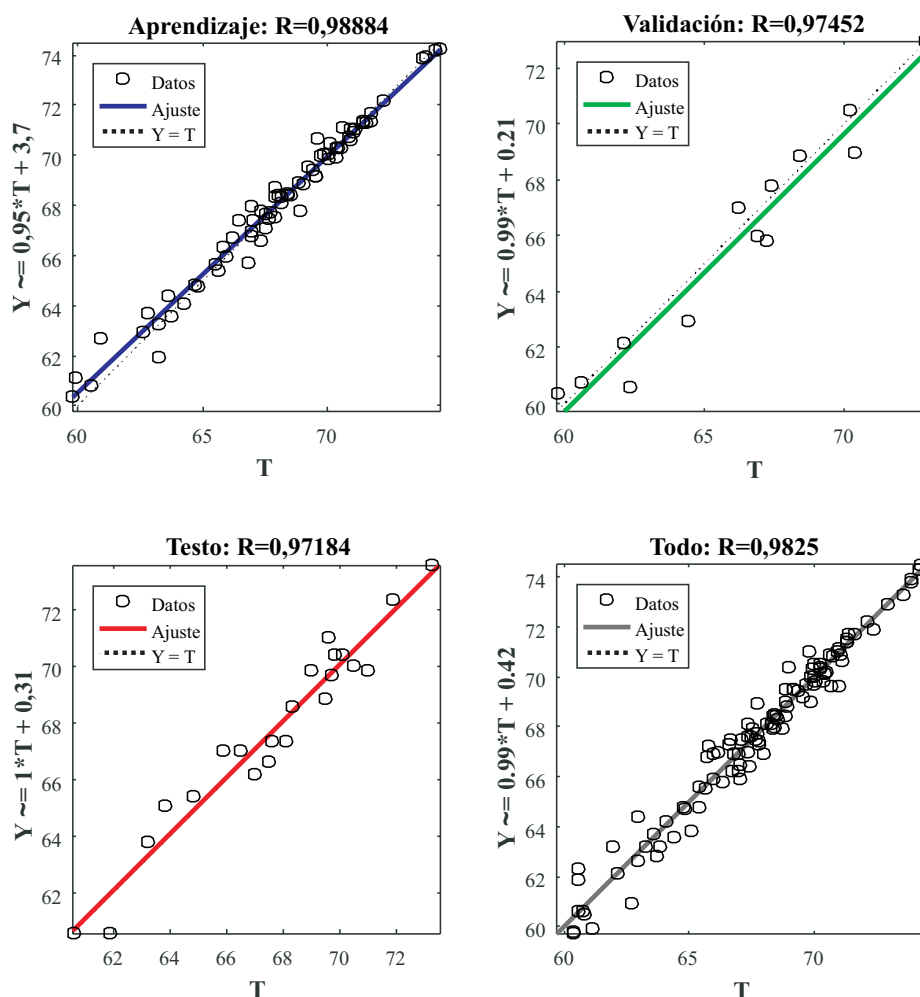 Aprendizaje: R=0,98884
Y ~= 0,95*T + 3,7
74
72
70
68
66
64
62
60
Datos
Ajuste
Y = T
60
65
70
T
Validación: R=0,97452
Y ~= 0.99*T + 0.21
72
70
68
66
64
62
60
Datos
Ajuste
Y = T
60
65
70
T
Testo: R=0,97184
Y ~= 1*T + 0,31
72
70
68
66
64
62
60
Datos
Ajuste
Y = T
62
64
66
68
70
72
T
Todo: R=0,9825
Y ~= 0.99*T + 0.42
74
72
70
68
66
64
62
60
Datos
Ajuste
Y = T
60
65
70
T